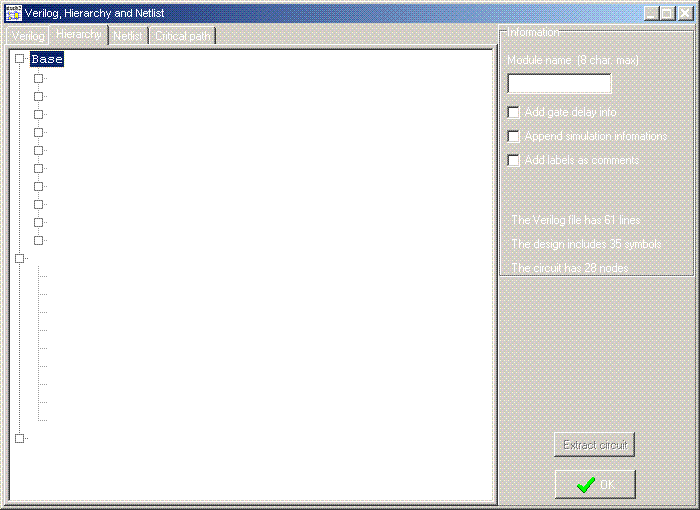 Verilog, Hierarchy and Netlist
Verilog Hierarchy Netlist Critical path
Base
Information
Module name (8 char. max)
Add gate delay info
Append simulation infomations
Add labels as comments
The Verilog file has 61 lines
The design includes 35 symbols
The circuit has 28 nodes
Extract circuit
OK